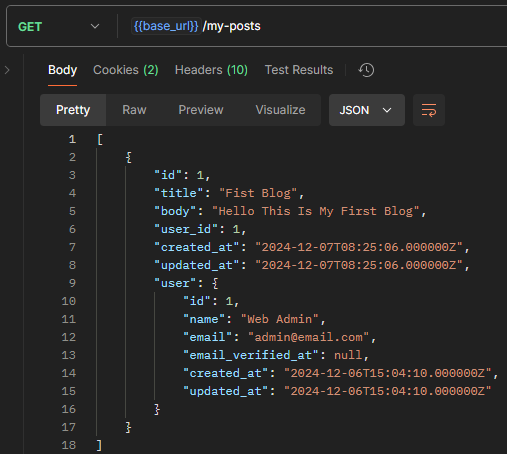 GET {{base_url}} /my-posts
Body Cookies (2) Headers (10) Test Results
Pretty Raw Preview Visualize JSON
1 [
2 {
3 "id": 1,
4 "title": "Fist Blog",
5 "body": "Hello This Is My First Blog",
6 "user_id": 1,
7 "created_at": "2024-12-07T08:25:06.000000Z",
8 "updated_at": "2024-12-07T08:25:06.000000Z",
9 "user": {
10 "id": 1,
11 "name": "Web Admin",
12 "email": "admin@email.com",
13 "email_verified_at": null,
14 "created_at": "2024-12-06T15:04:10.000000Z",
15 "updated_at": "2024-12-06T15:04:10.000000Z"
16 }
17 }
18 ]